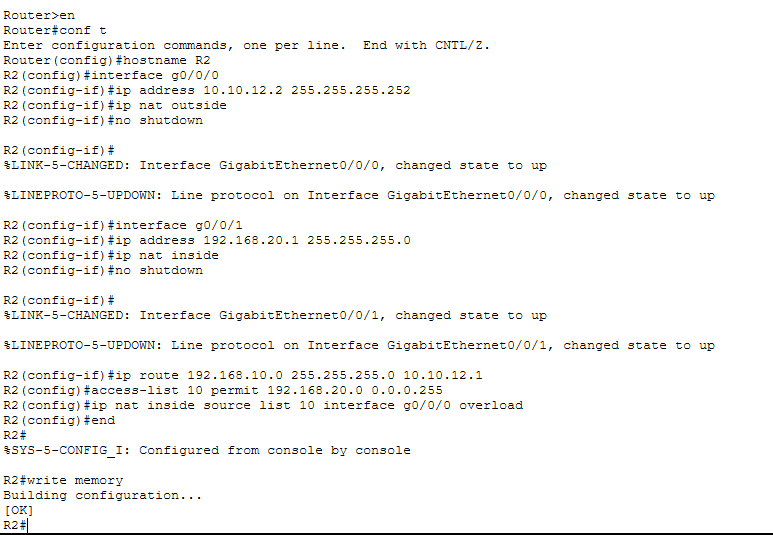 Router>en
Router#conf t
Enter configuration commands, one per line.  End with CNTL/Z.
Router(config)#hostname R2
R2(config)#interface g0/0/0
R2(config-if)#ip address 10.10.12.2 255.255.255.252
R2(config-if)#ip nat outside
R2(config-if)#no shutdown
R2(config-if)#
%LINK-5-CHANGED: Interface GigabitEthernet0/0/0, changed state to up
%LINEPROTO-5-UPDOWN: Line protocol on Interface GigabitEthernet0/0/0, changed state to up
R2(config-if)#interface g0/0/1
R2(config-if)#ip address 192.168.20.1 255.255.255.0
R2(config-if)#ip nat inside
R2(config-if)#no shutdown
R2(config-if)#
%LINK-5-CHANGED: Interface GigabitEthernet0/0/1, changed state to up
%LINEPROTO-5-UPDOWN: Line protocol on Interface GigabitEthernet0/0/1, changed state to up
R2(config-if)#ip route 192.168.10.0 255.255.255.0 10.10.12.1
R2(config)#access-list 10 permit 192.168.20.0 0.0.0.255
R2(config)#ip nat inside source list 10 interface g0/0/0 overload
R2(config)#end
R2#
%SYS-5-CONFIG_I: Configured from console by console
R2#write memory
Building configuration...
[OK]
R2#